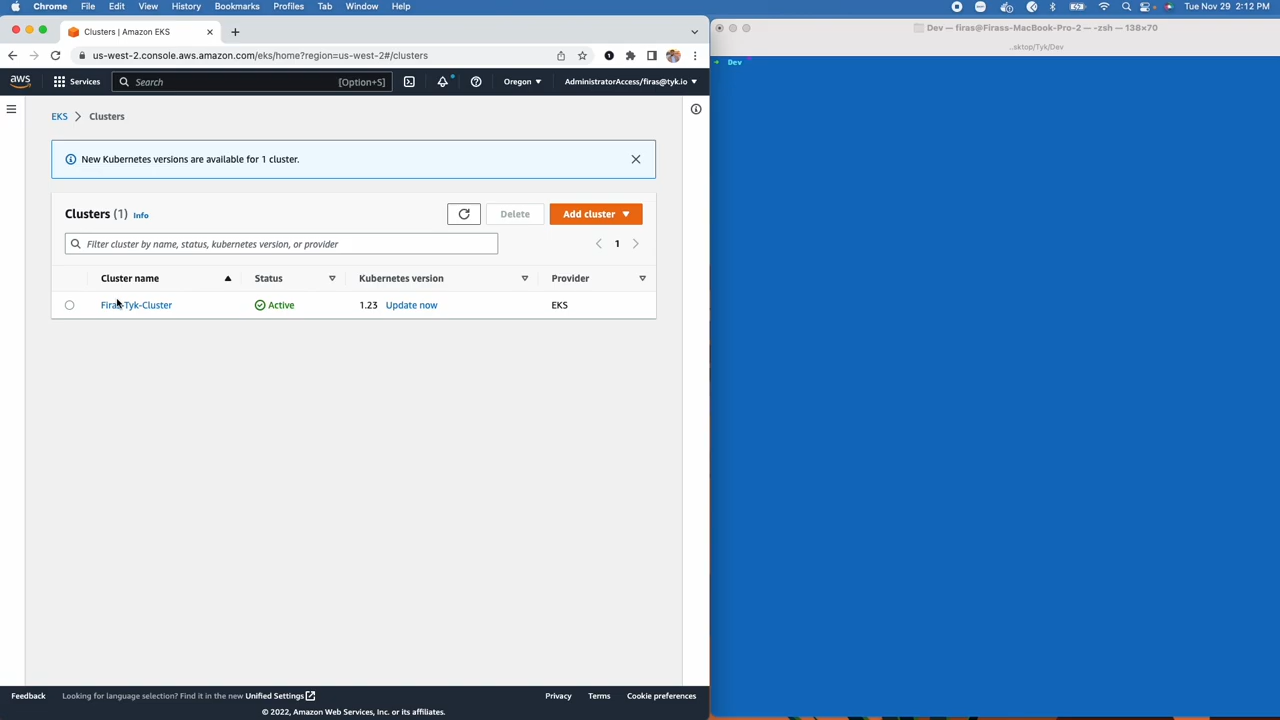 Chrome File Edit View History Bookmarks Profiles Tab Window Help
Tue Nov 29 2:12 PM
Clusters | Amazon EKS
us-west-2.console.aws.amazon.com/eks/home?region=us-west-2#/clusters
aws Services Search [Option+S] Oregon AdministratorAccess/firas@tyk.io
EKS Clusters
New Kubernetes versions are available for 1 cluster.
Clusters (1) Info Delete Add cluster
Filter cluster by name, status, kubernetes version, or provider 1
Cluster name Status Kubernetes version Provider
Firas-Tyk-Cluster Active 1.23 Update now EKS
Feedback Looking for language selection? Find it in the new Unified Settings Privacy Terms Cookie preferences
© 2022, Amazon Web Services, Inc. or its affiliates.
Dev — firas@Firass-MacBook-Pro-2 — -zsh — 138×70
..sktop/Tyk/Dev
Dev